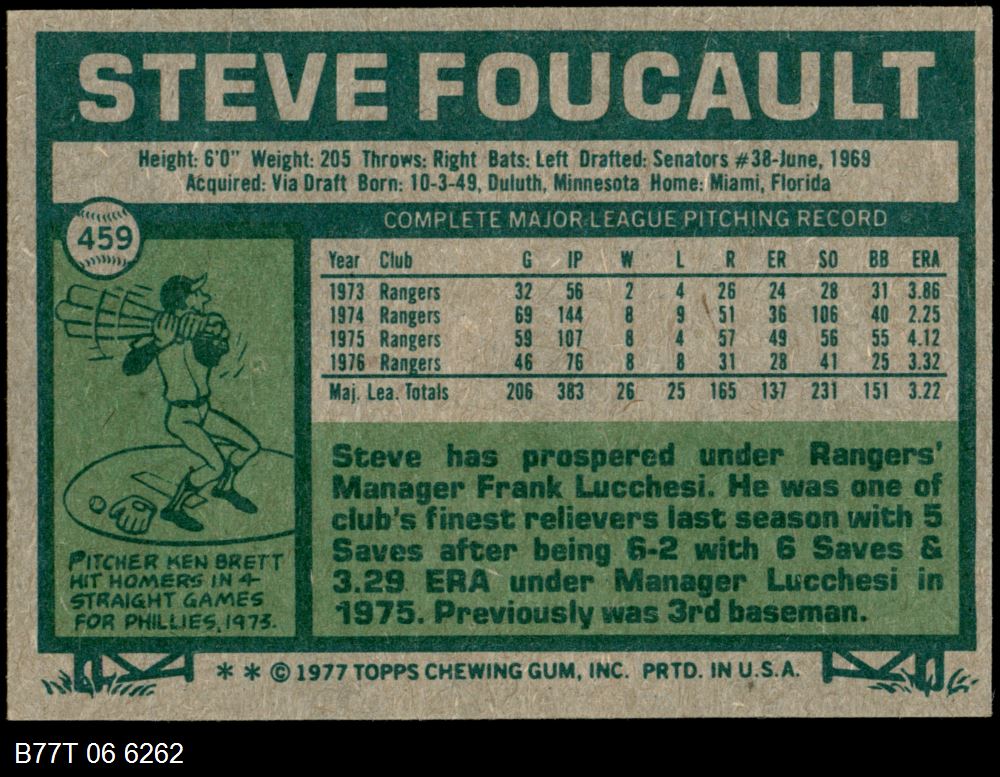 STEVE FOUCAULT
Height: 6'0" Weight: 205 Throws: Right Bats: Left Drafted: Senators #38-June, 1969
Acquired: Via Draft Born: 10-3-49, Duluth, Minnesota Home: Miami, Florida
459
COMPLETE MAJOR LEAGUE PITCHING RECORD
Year Club G IP W L R ER SO BB ERA
1973 Rangers 32 56 2 4 26 24 28 31 3.86
1974 Rangers 69 144 8 9 51 36 106 40 2.25
1975 Rangers 59 107 8 4 57 49 56 55 4.12
1976 Rangers 46 76 8 8 31 28 41 25 3.32
Maj. Lea. Totals 206 383 26 25 165 137 231 151 3.22
Steve has prospered under Rangers'
Manager Frank Lucchesi. He was one of
club's finest relievers last season with 5
Saves after being 6-2 with 6 Saves &
3.29 ERA under Manager Lucchesi in
1975. Previously was 3rd baseman.
PITCHER KEN BRETT
HIT HOMERS IN 4
STRAIGHT GAMES
FOR PHILLIES, 1973.
* * © 1977 TOPPS CHEWING GUM, INC. PRTD. IN U.S.A.
B77T 06 6262